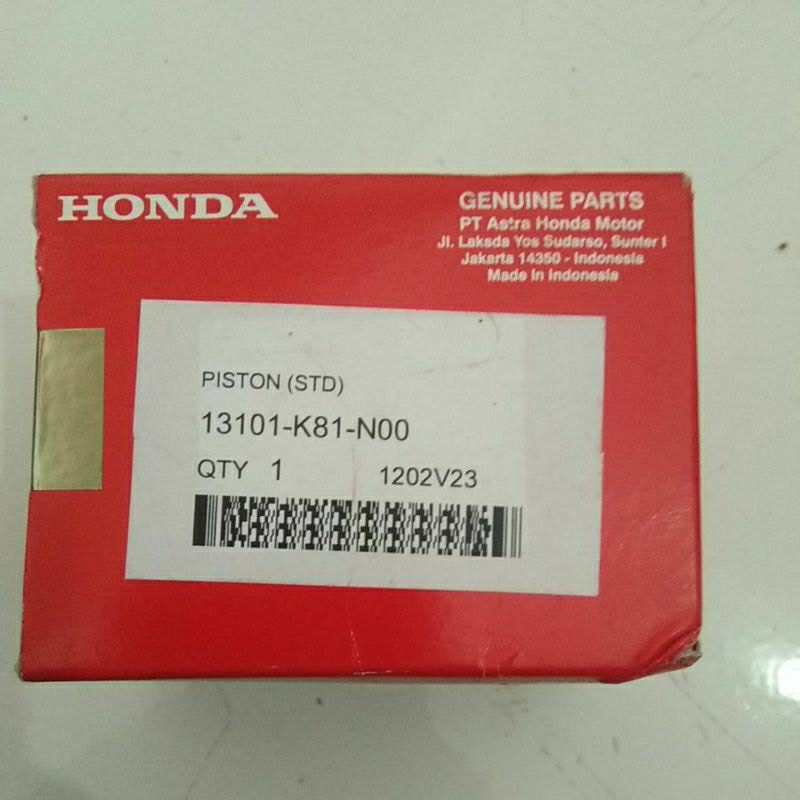 HONDA
GENUINE PARTS
PT Astra Honda Motor
Jl. Laksda Yos Sudarso, Sunter I
Jakarta 14350 - Indonesia
Made In Indonesia
PISTON (STD)
13101-K81-N00
QTY 1 1202V23